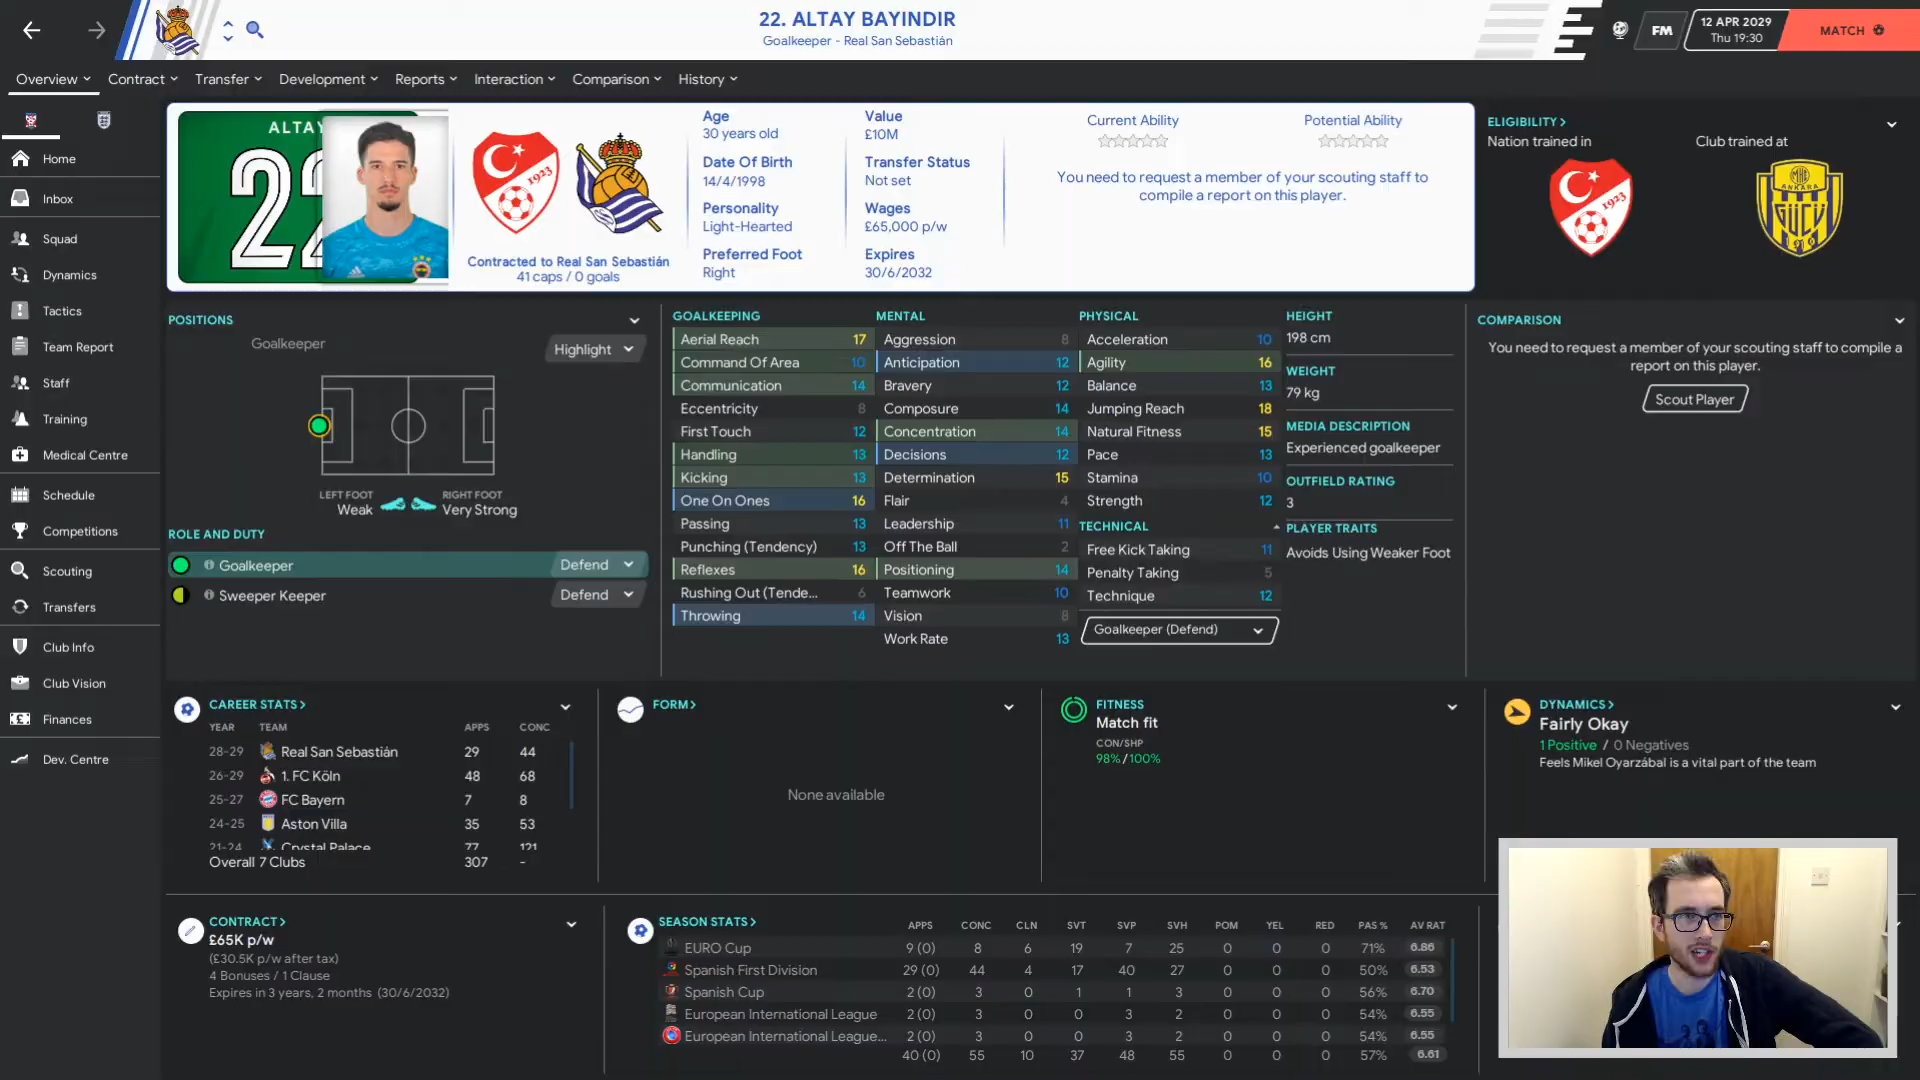 22. ALTAY BAYINDIR
Goalkeeper - Real San Sebastián
FM
12 APR 2029
Thu 19:30
MATCH
Overview Contract Transfer Development Reports Interaction Comparison History
Home
Inbox
Squad
Dynamics
Tactics
Team Report
Staff
Training
Medical Centre
Schedule
Competitions
Scouting
Transfers
Club Info
Club Vision
Finances
Dev. Centre
ALTAY
22
1923
Contracted to Real San Sebastián
41 caps / 0 goals
Age
30 years old
Date Of Birth
14/4/1998
Personality
Light-Hearted
Preferred Foot
Right
Value
£10M
Transfer Status
Not set
Wages
£65,000 p/w
Expires
30/6/2032
Current Ability
Potential Ability
You need to request a member of your scouting staff to
compile a report on this player.
ELIGIBILITY >
Nation trained in
Club trained at
1923
ANKARA
GÜCÜ
POSITIONS
Goalkeeper
Highlight
LEFT FOOT
Weak
RIGHT FOOT
Very Strong
ROLE AND DUTY
Goalkeeper Defend
Sweeper Keeper Defend
GOALKEEPING
Aerial Reach 17
Command Of Area 10
Communication 14
Eccentricity 8
First Touch 12
Handling 13
Kicking 13
One On Ones 16
Passing 13
Punching (Tendency) 13
Reflexes 16
Rushing Out (Tende... 6
Throwing 14
MENTAL
Aggression 8
Anticipation 12
Bravery 12
Composure 14
Concentration 14
Decisions 12
Determination 15
Flair 4
Leadership 11
Off The Ball 2
Positioning 14
Teamwork 10
Vision 8
Work Rate 13
PHYSICAL
Acceleration 10
Agility 16
Balance 13
Jumping Reach 18
Natural Fitness 15
Pace 13
Stamina 10
Strength 12
TECHNICAL
Free Kick Taking 11
Penalty Taking 5
Technique 12
Goalkeeper (Defend)
HEIGHT
198 cm
WEIGHT
79 kg
MEDIA DESCRIPTION
Experienced goalkeeper
OUTFIELD RATING
3
PLAYER TRAITS
Avoids Using Weaker Foot
COMPARISON
You need to request a member of your scouting staff to compile a
report on this player.
Scout Player
CAREER STATS >
YEAR TEAM APPS CONC
28-29 Real San Sebastián 29 44
26-29 1. FC Köln 48 68
25-27 FC Bayern 7 8
24-25 Aston Villa 35 53
21-24 Crystal Palace 77 121
Overall 7 Clubs 307 -
FORM >
None available
FITNESS
Match fit
CON/SHP
98% / 100%
DYNAMICS >
Fairly Okay
1 Positive / 0 Negatives
Feels Mikel Oyarzábal is a vital part of the team
CONTRACT >
£65K p/w
(£30.5K p/w after tax)
4 Bonuses / 1 Clause
Expires in 3 years, 2 months (30/6/2032)
SEASON STATS > APPS CONC CLN SVT SVP SVH POM YEL RED PAS % AV RAT
EURO Cup 9 (0) 8 6 19 7 25 0 0 0 71% 6.86
Spanish First Division 29 (0) 44 4 17 40 27 0 0 0 50% 6.53
Spanish Cup 2 (0) 3 0 1 1 3 0 0 0 56% 6.70
European International League 2 (0) 3 0 0 3 2 0 0 0 54% 6.55
European International League... 2 (0) 3 0 0 3 2 0 0 0 54% 6.55
40 (0) 55 10 37 48 55 0 0 0 57% 6.61